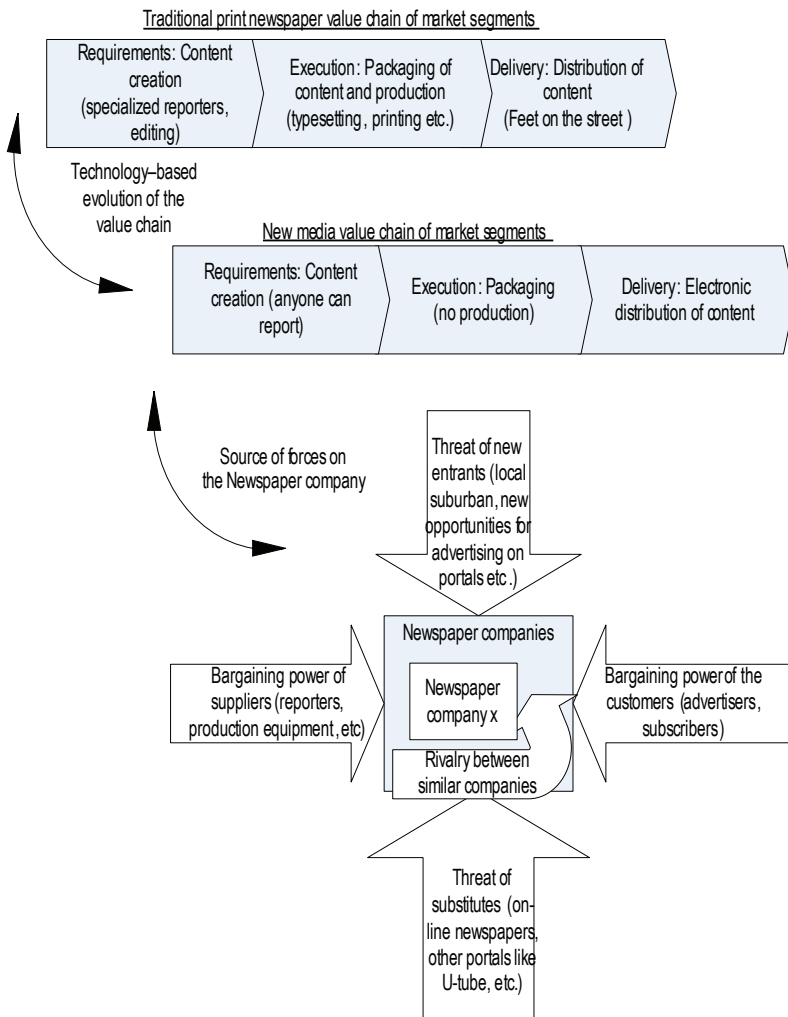 Traditional print newspaper value chain of market segments
Requirements: Content
creation
(specialized reporters,
editing)
Execution: Packaging of
content and production
(typesetting, printing etc.)
Delivery: Distribution of
content
(Feet on the street )
Technology–based
evolution of the
value chain
New media value chain of market segments
Requirements: Content
creation (anyone can
report)
Execution: Packaging
(no production)
Delivery: Electronic
distribution of content
Source of forces on
the Newspaper company
Threat of new
entrants (local
suburban, new
opportunities for
advertising on
portals etc.)
Newspaper companies
Bargaining power of
suppliers (reporters,
production equipment, etc)
Newspaper
company x
Bargaining power of the
customers (advertisers,
subscribers)
Rivalry between
similar companies
Threat of
substitutes (on-
line newspapers,
other portals like
U-tube, etc.)